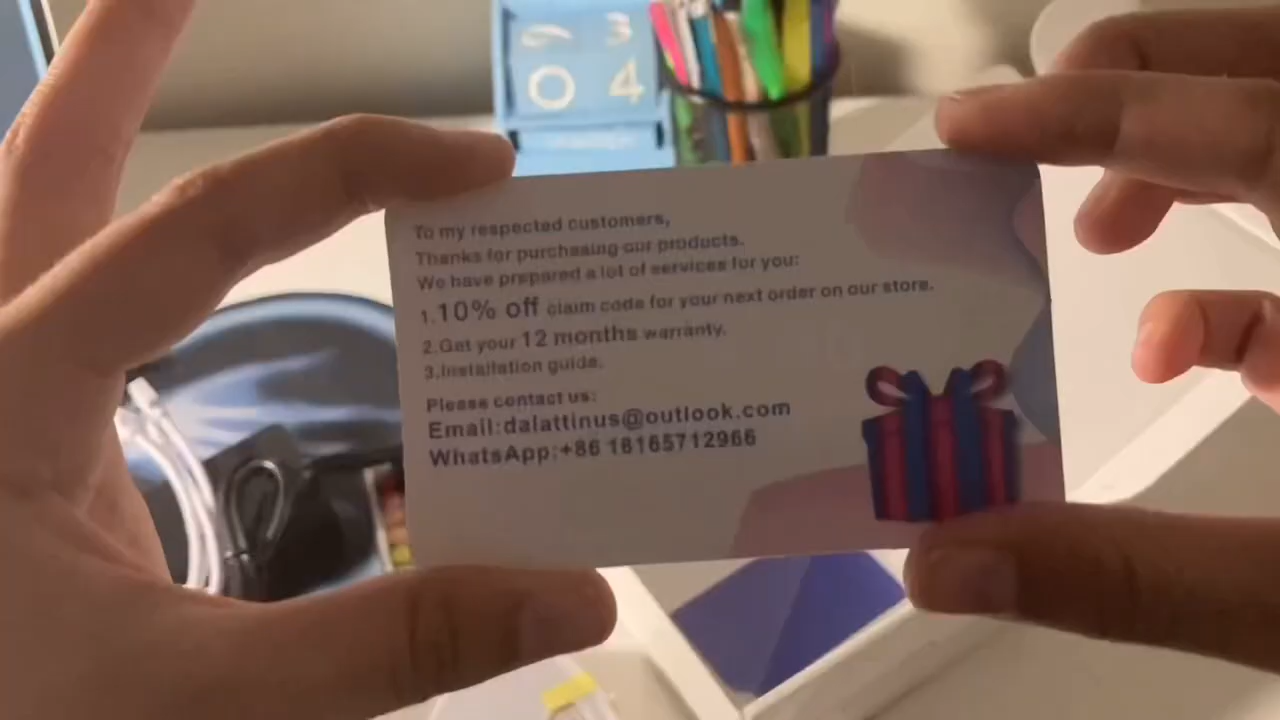 03
04
To my respected customers,
Thanks for purchasing our products.
We have prepared a lot of services for you:
1.10% off claim code for your next order on our store.
2.Get your 12 months warranty.
3.Installation guide.
Please contact us:
Email:dalattinus@outlook.com
WhatsApp:+86 18165712966